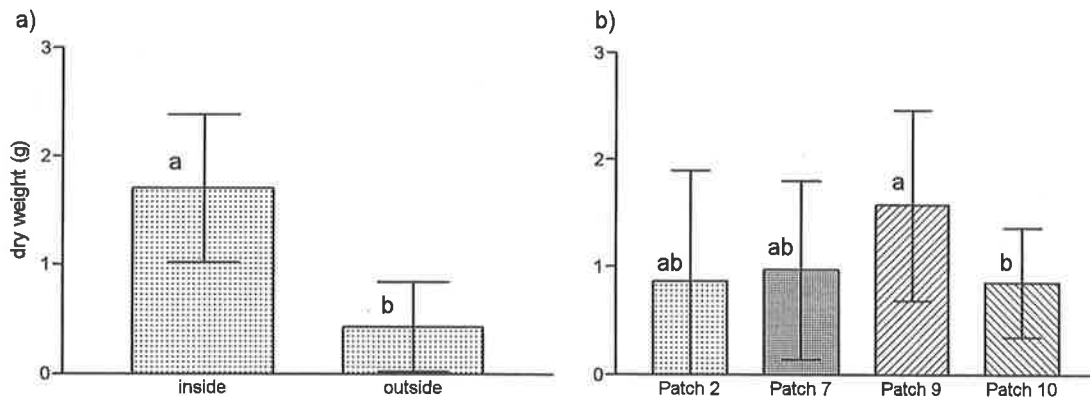 a)
3
2
1
0
dry weight (g)
a
b
inside
outside
b)
3
2
1
0
ab
ab
a
b
Patch 2
Patch 7
Patch 9
Patch 10